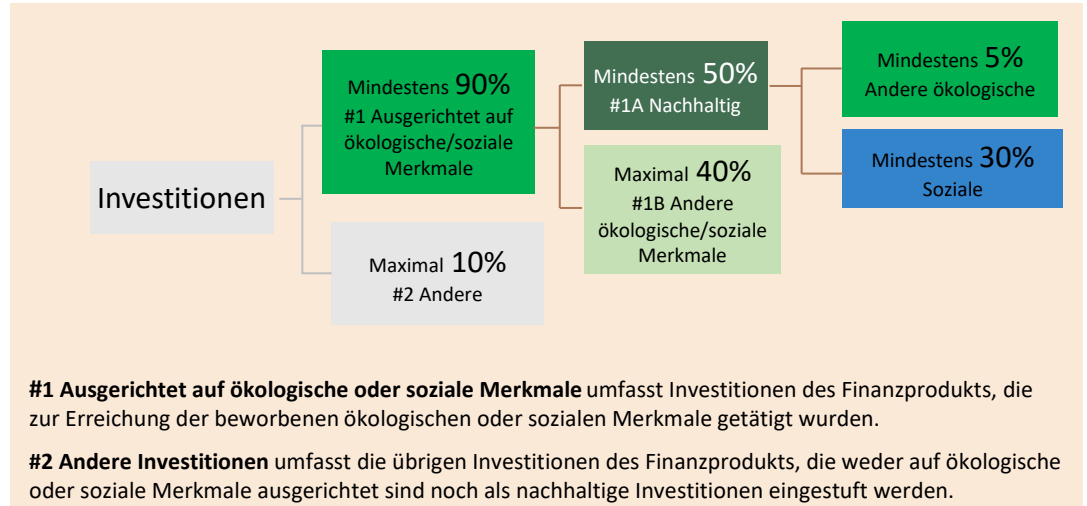 Investitionen
Mindestens 90%
#1 Ausgerichtet auf
ökologische/soziale
Merkmale
Maximal 10%
#2 Andere
Mindestens 50%
#1A Nachhaltig
Maximal 40%
#1B Andere
ökologische/soziale
Merkmale
Mindestens 5%
Andere ökologische
Mindestens 30%
Soziale
#1 Ausgerichtet auf ökologische oder soziale Merkmale umfasst Investitionen des Finanzprodukts, die
zur Erreichung der beworbenen ökologischen oder sozialen Merkmale getätigt wurden.
#2 Andere Investitionen umfasst die übrigen Investitionen des Finanzprodukts, die weder auf ökologische
oder soziale Merkmale ausgerichtet sind noch als nachhaltige Investitionen eingestuft werden.